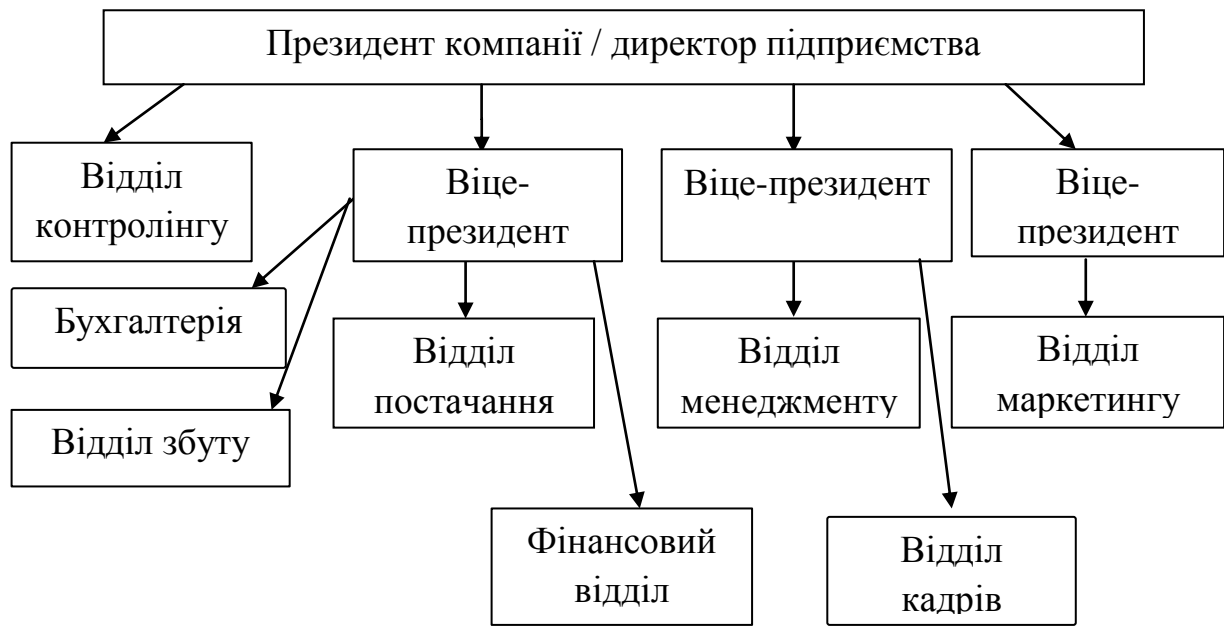 Президент компанії / директор підприємства
Відділ
контролінгу
Віце-
президент
Віце-президент
Віце-
президент
Бухгалтерія
Відділ збуту
Відділ
постачання
Відділ
менеджменту
Відділ
маркетингу
Фінансовий
відділ
Відділ
кадрів